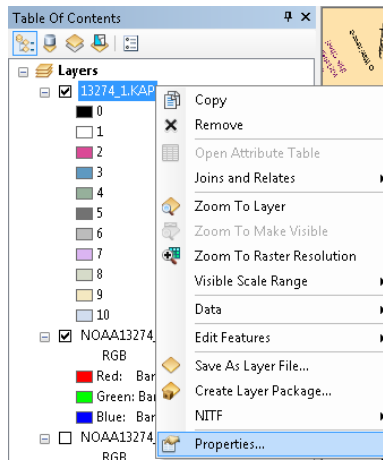 Table Of Contents
Layers
13274_1.KAP
0
1
2
3
4
5
6
7
8
9
10
NOAA13274_
RGB
Red: Bar
Green: Bar
Blue: Bar
NOAA13274_
RGB
Copy
Remove
Open Attribute Table
Joins and Relates
Zoom To Layer
Zoom To Make Visible
Zoom To Raster Resolution
Visible Scale Range
Data
Edit Features
Save As Layer File...
Create Layer Package...
NITF
Properties...